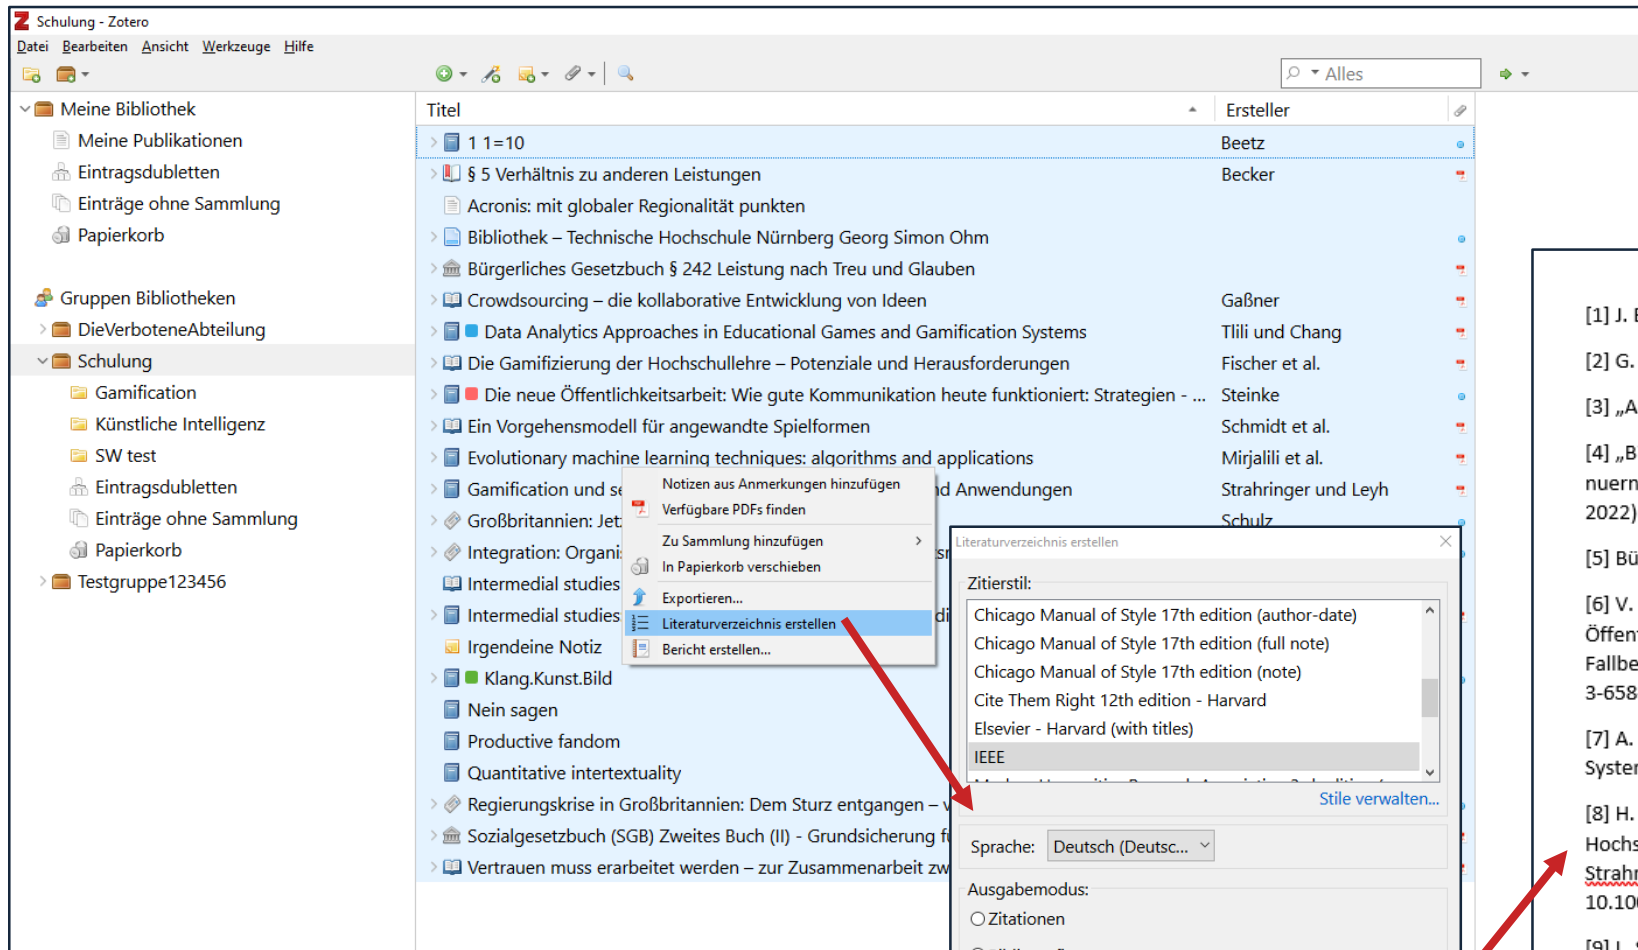 Schulung - Zotero
Datei Bearbeiten Ansicht Werkzeuge Hilfe
Alles
Meine Bibliothek
Meine Publikationen
Eintragsdubletten
Einträge ohne Sammlung
Papierkorb
Gruppen Bibliotheken
DieVerboteneAbteilung
Schulung
Gamification
Künstliche Intelligenz
SW test
Eintragsdubletten
Einträge ohne Sammlung
Papierkorb
Testgruppe123456
Titel Ersteller
1 1=10 Beetz
§ 5 Verhältnis zu anderen Leistungen Becker
Acronis: mit globaler Regionalität punkten
Bibliothek – Technische Hochschule Nürnberg Georg Simon Ohm
Bürgerliches Gesetzbuch § 242 Leistung nach Treu und Glauben
Crowdsourcing – die kollaborative Entwicklung von Ideen Gaßner
Data Analytics Approaches in Educational Games and Gamification Systems Tlili und Chang
Die Gamifizierung der Hochschullehre – Potenziale und Herausforderungen Fischer et al.
Die neue Öffentlichkeitsarbeit: Wie gute Kommunikation heute funktioniert: Strategien - ... Steinke
Ein Vorgehensmodell für angewandte Spielformen Schmidt et al.
Evolutionary machine learning techniques: algorithms and applications Mirjalili et al.
Gamification und se d Anwendungen Strahringer und Leyh
Großbritannien: Jet Schulz
Integration: Organi
Intermedial studies
Intermedial studies
Irgendeine Notiz
Klang.Kunst.Bild
Nein sagen
Productive fandom
Quantitative intertextuality
Regierungskrise in Großbritannien: Dem Sturz entgangen – v
Sozialgesetzbuch (SGB) Zweites Buch (II) - Grundsicherung fü
Vertrauen muss erarbeitet werden – zur Zusammenarbeit zw
Notizen aus Anmerkungen hinzufügen
Verfügbare PDFs finden
Zu Sammlung hinzufügen
In Papierkorb verschieben
Exportieren...
Literaturverzeichnis erstellen
Bericht erstellen...
Literaturverzeichnis erstellen
Zitierstil:
Chicago Manual of Style 17th edition (author-date)
Chicago Manual of Style 17th edition (full note)
Chicago Manual of Style 17th edition (note)
Cite Them Right 12th edition - Harvard
Elsevier - Harvard (with titles)
IEEE
Stile verwalten...
Sprache: Deutsch (Deutsc...
Ausgabemodus:
Zitationen
[1] J.
[2] G.
[3] „A
[4] „B
nuern
2022)
[5] Bü
[6] V.
Öffen
Fallbe
3-658
[7] A.
System
[8] H.
Hochs
Strahr
10.100